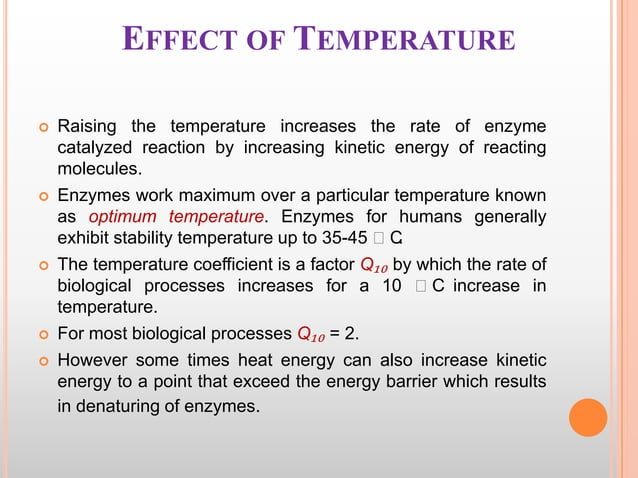 EFFECT OF TEMPERATURE
Raising the temperature increases the rate of enzyme
catalyzed reaction by increasing kinetic energy of reacting
molecules.
Enzymes work maximum over a particular temperature known
as optimum temperature. Enzymes for humans generally
exhibit stability temperature up to 35-45 □ C.
The temperature coefficient is a factor Q₁₀ by which the rate of
biological processes increases for a 10 □ C increase in
temperature.
For most biological processes Q₁₀ = 2.
However some times heat energy can also increase kinetic
energy to a point that exceed the energy barrier which results
in denaturing of enzymes.